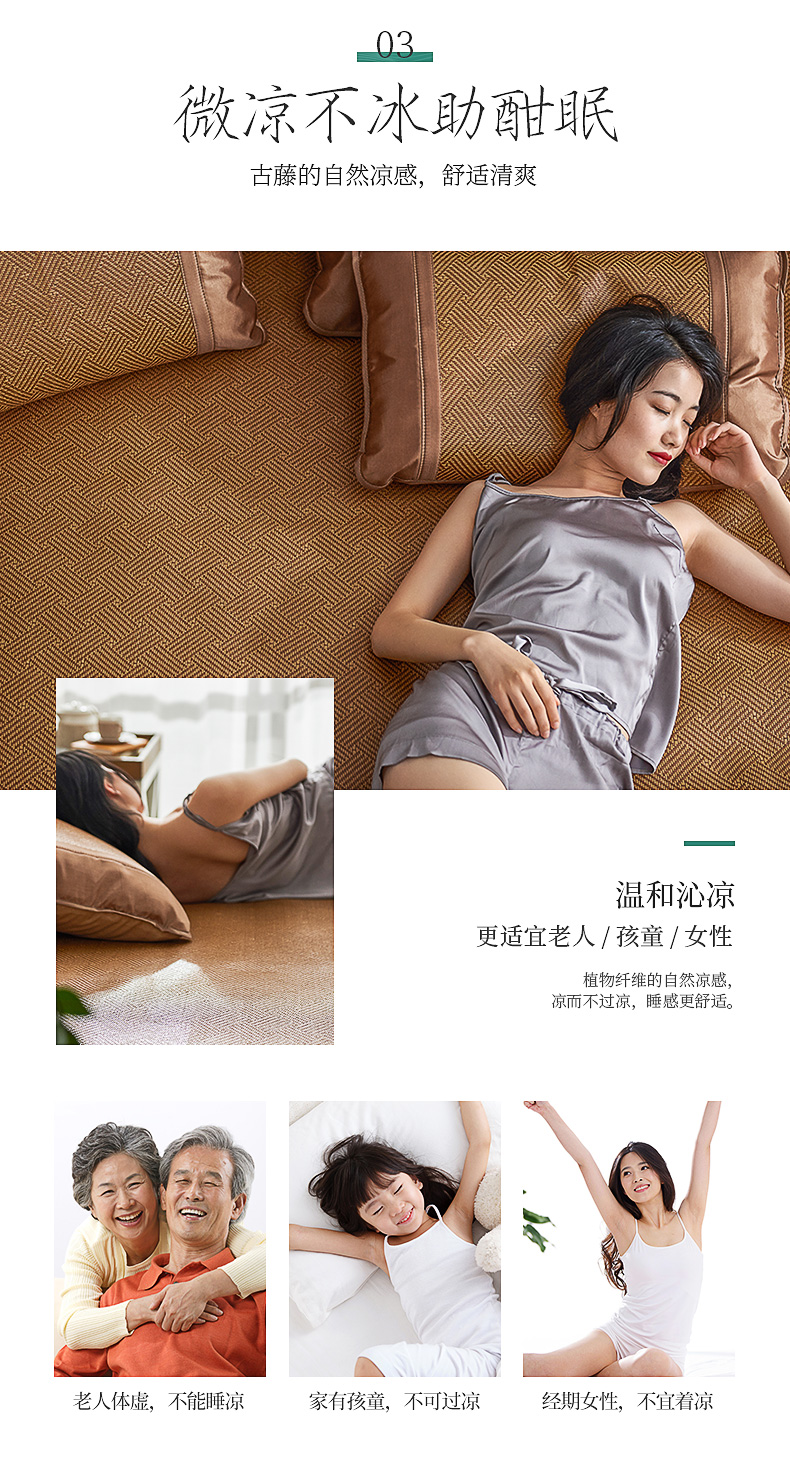 03
微凉不冰助酣眠
古藤的自然凉感，舒适清爽
温和沁凉
更适宜老人 / 孩童 / 女性
植物纤维的自然凉感，
凉而不过凉，睡感更舒适。
老人体虚，不能睡凉
家有孩童，不可过凉
经期女性，不宜着凉